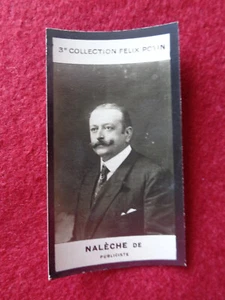 3e COLLECTION FELIX POTIN
NALÈCHE DE
PUBLICISTE